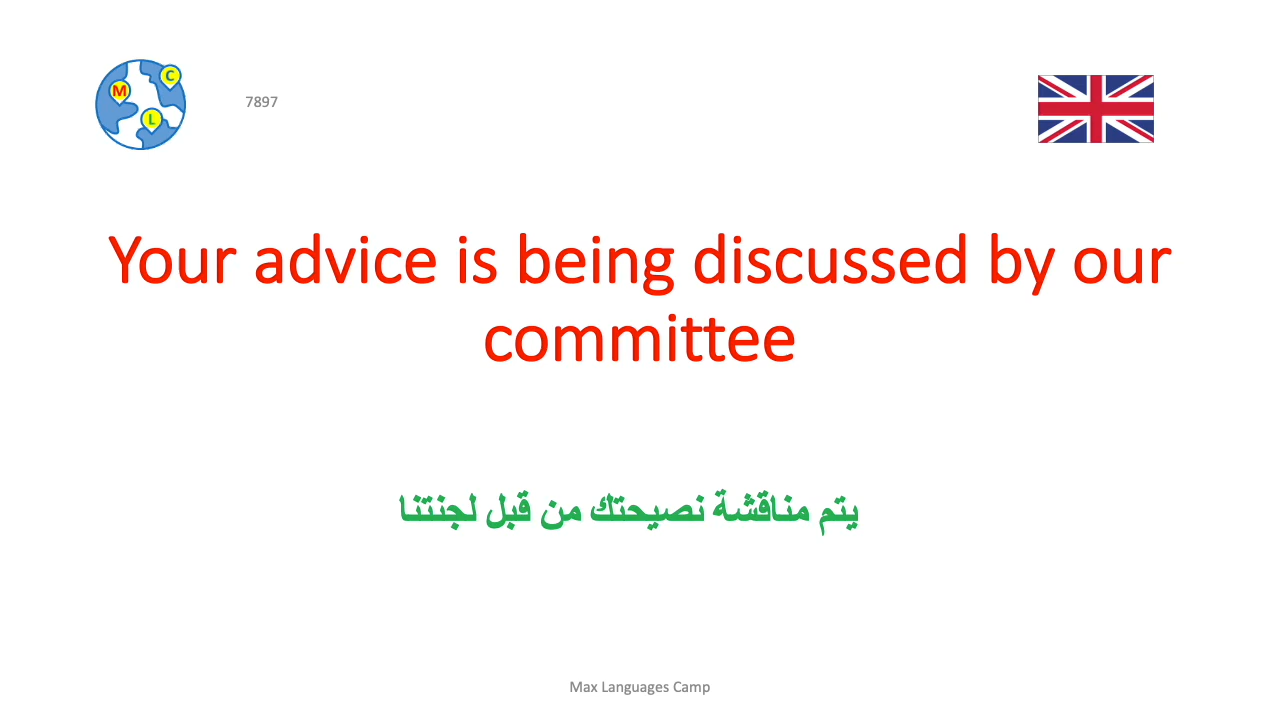 M
C
L
7897
Your advice is being discussed by our
committee
يتم مناقشة نصيحتك من قبل لجنتنا
Max Languages Camp